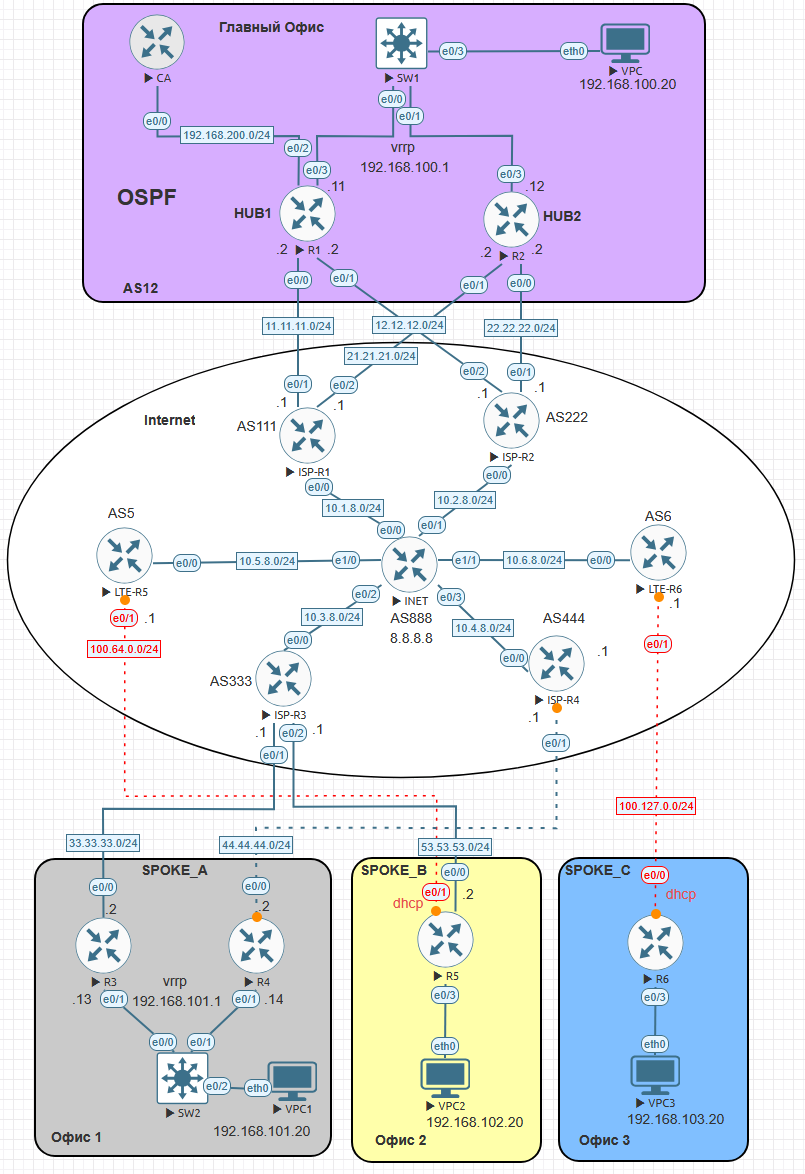 Главный Офис
CA
SW1
e0/3
eth0
VPC
192.168.100.20
e0/0
e0/0
e0/1
192.168.200.0/24
e0/2
vrrp
192.168.100.1
e0/3
e0/3
.11
.12
OSPF
HUB1
HUB2
.2
R1
.2
.2
R2
.2
e0/0
e0/1
e0/1
e0/0
AS12
11.11.11.0/24
12.12.12.0/24
22.22.22.0/24
21.21.21.0/24
e0/1
e0/2
e0/2
e0/1
.1
.1
.1
.1
Internet
AS111
AS222
ISP-R1
ISP-R2
e0/0
e0/0
10.1.8.0/24
10.2.8.0/24
AS5
AS6
e0/0
e0/1
e0/0
10.5.8.0/24
e1/0
e1/1
10.6.8.0/24
e0/0
LTE-R5
INET
LTE-R6
e0/2
e0/3
e0/1
.1
.1
10.3.8.0/24
AS888
8.8.8.8
10.4.8.0/24
AS444
e0/0
e0/1
100.64.0.0/24
e0/0
.1
AS333
ISP-R3
ISP-R4
.1
e0/2
.1
.1
e0/1
e0/1
100.127.0.0/24
33.33.33.0/24
44.44.44.0/24
53.53.53.0/24
SPOKE_A
SPOKE_B
SPOKE_C
e0/0
e0/0
e0/1
e0/0
.2
e0/0
dhcp
dhcp
.2
.2
R3
vrrp
R4
R5
R6
.13
e0/1
192.168.101.1
e0/1
.14
e0/3
e0/3
e0/0
e0/1
eth0
eth0
e0/2
eth0
SW2
VPC1
VPC2
VPC3
192.168.101.20
192.168.102.20
192.168.103.20
Офис 1
Офис 2
Офис 3